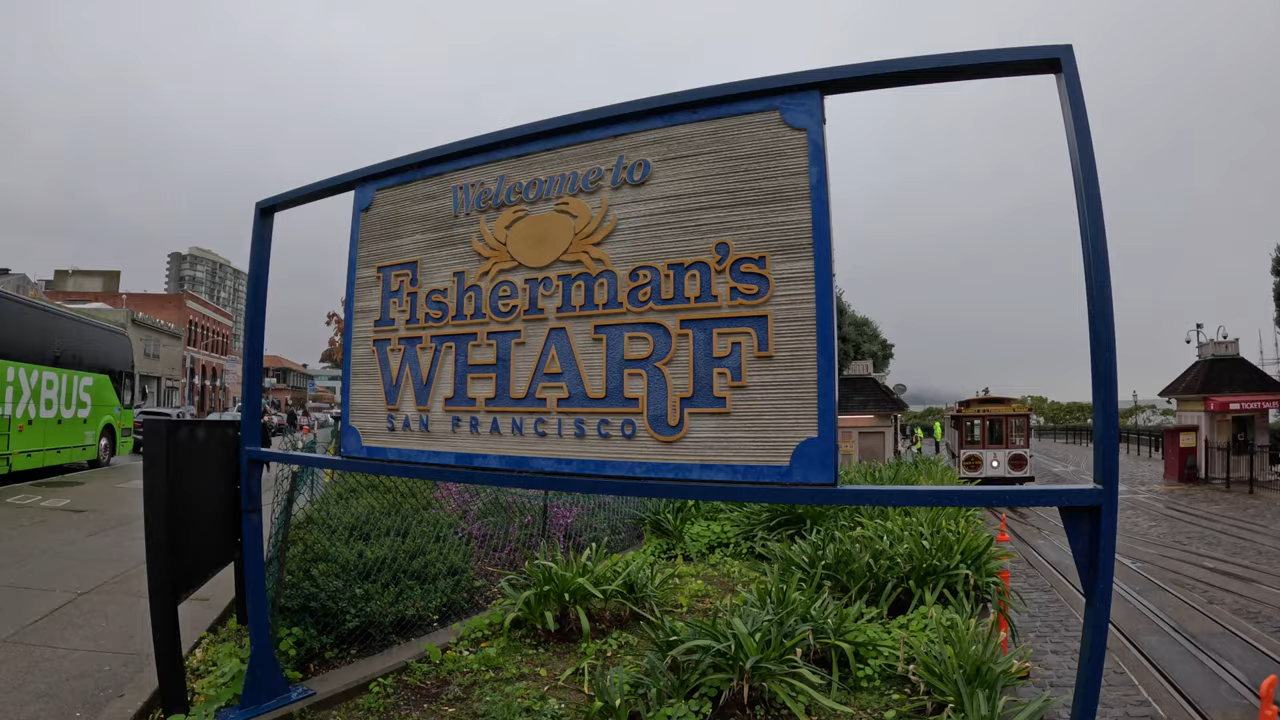 Welcome to
Fisherman's
WHARF
SAN FRANCISCO
iXBUS
TICKET SALES